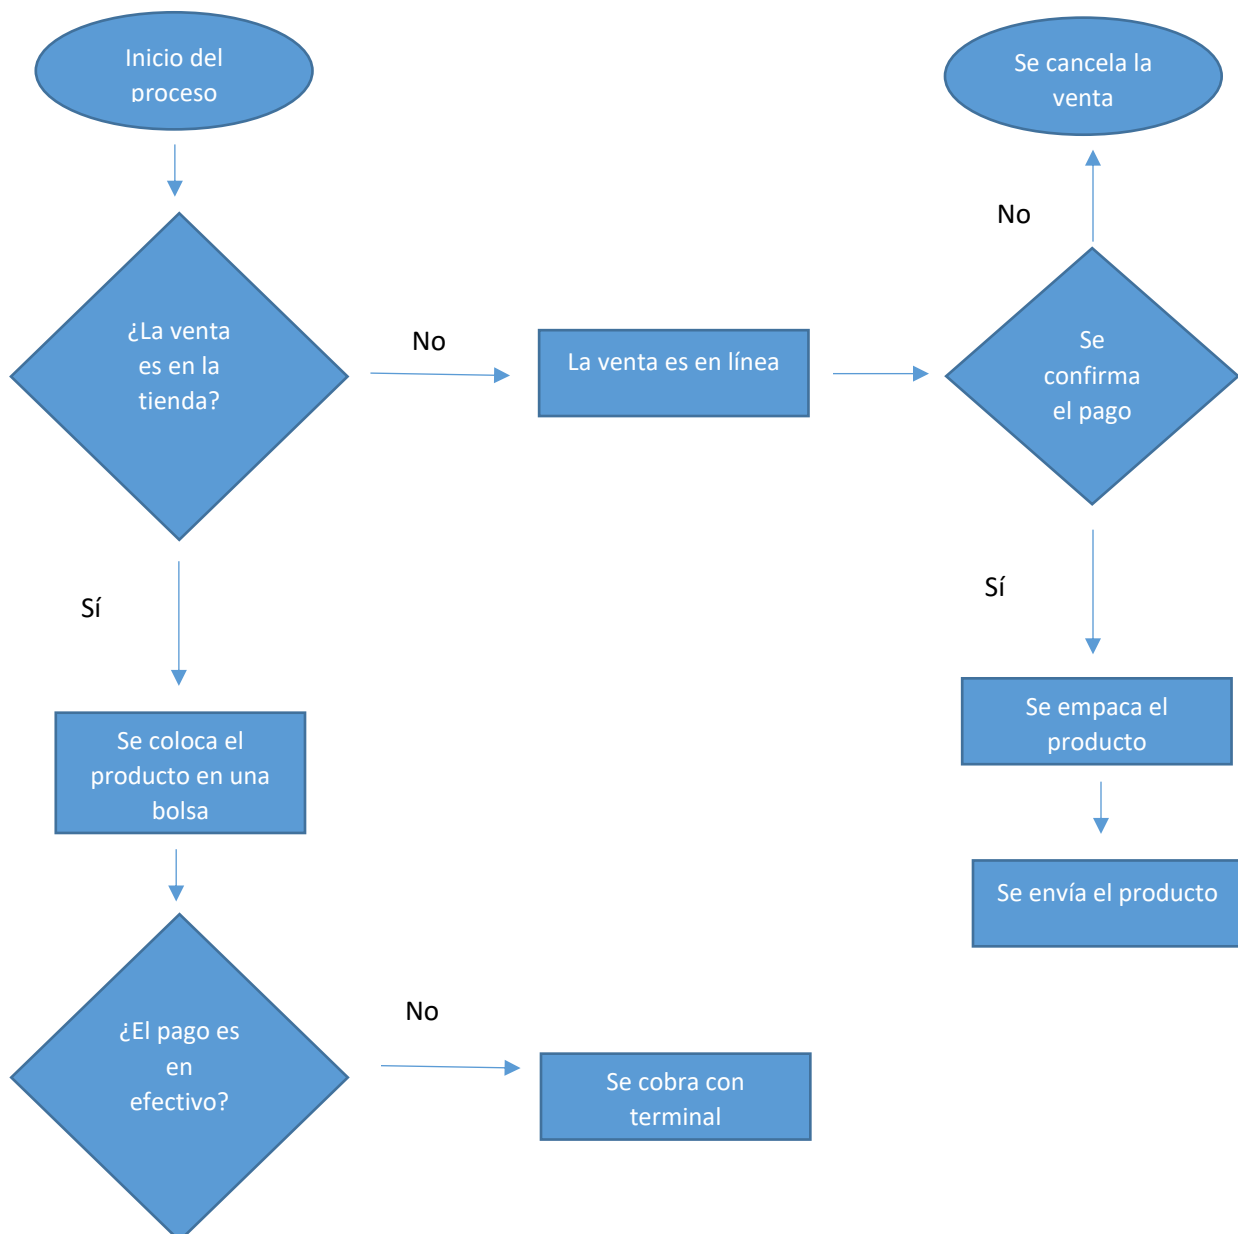 Inicio del
proceso
Se cancela la
venta
No
¿La venta
es en la
tienda?
No
La venta es en línea
Se
confirma
el pago
Sí
Sí
Se coloca el
producto en una
bolsa
Se empaca el
producto
Se envía el producto
¿El pago es
en
efectivo?
No
Se cobra con
terminal